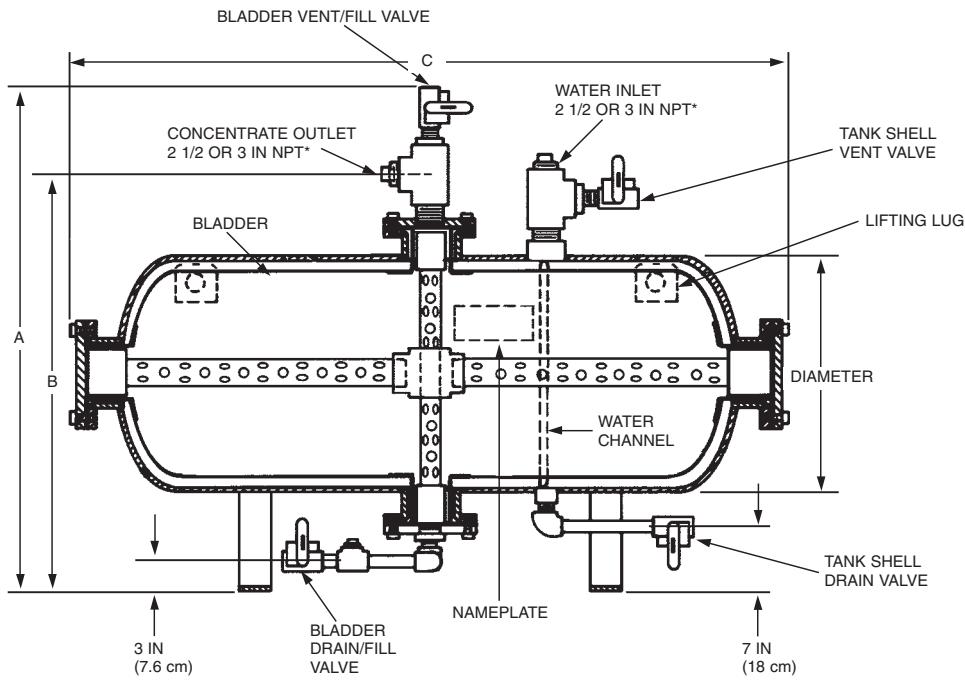 BLADDER VENT/FILL VALVE
C
WATER INLET
2 1/2 OR 3 IN NPT*
CONCENTRATE OUTLET
2 1/2 OR 3 IN NPT*
TANK SHELL
VENT VALVE
BLADDER
LIFTING LUG
A
B
DIAMETER
WATER
CHANNEL
TANK SHELL
DRAIN VALVE
NAMEPLATE
BLADDER
DRAIN/FILL
VALVE
3 IN
(7.6 cm)
7 IN
(18 cm)